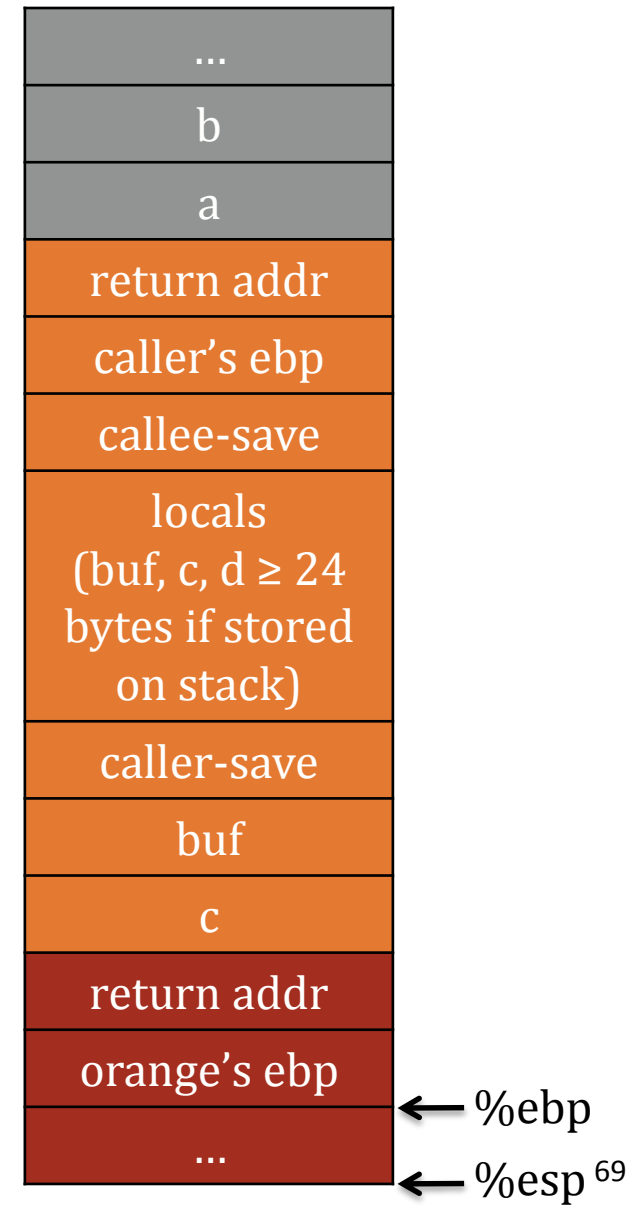 ...
b
a
return addr
caller’s ebp
callee-save
locals
(buf, c, d ≥ 24
bytes if stored
on stack)
caller-save
buf
c
return addr
orange’s ebp
%ebp
...
%esp 69